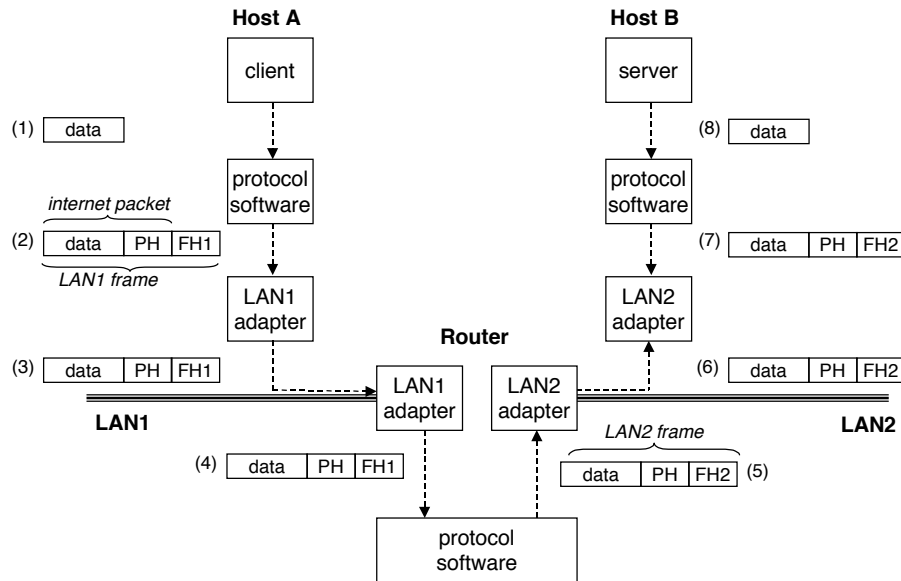 Host A
Host B
client
server
(1) data
(8) data
protocol
software
protocol
software
internet packet
(2) data PH FH1
LAN1 frame
(7) data PH FH2
LAN1
adapter
LAN2
adapter
Router
(3) data PH FH1
(6) data PH FH2
LAN1
adapter
LAN2
adapter
LAN1
LAN2
LAN2 frame
(4) data PH FH1
data PH FH2 (5)
protocol
software